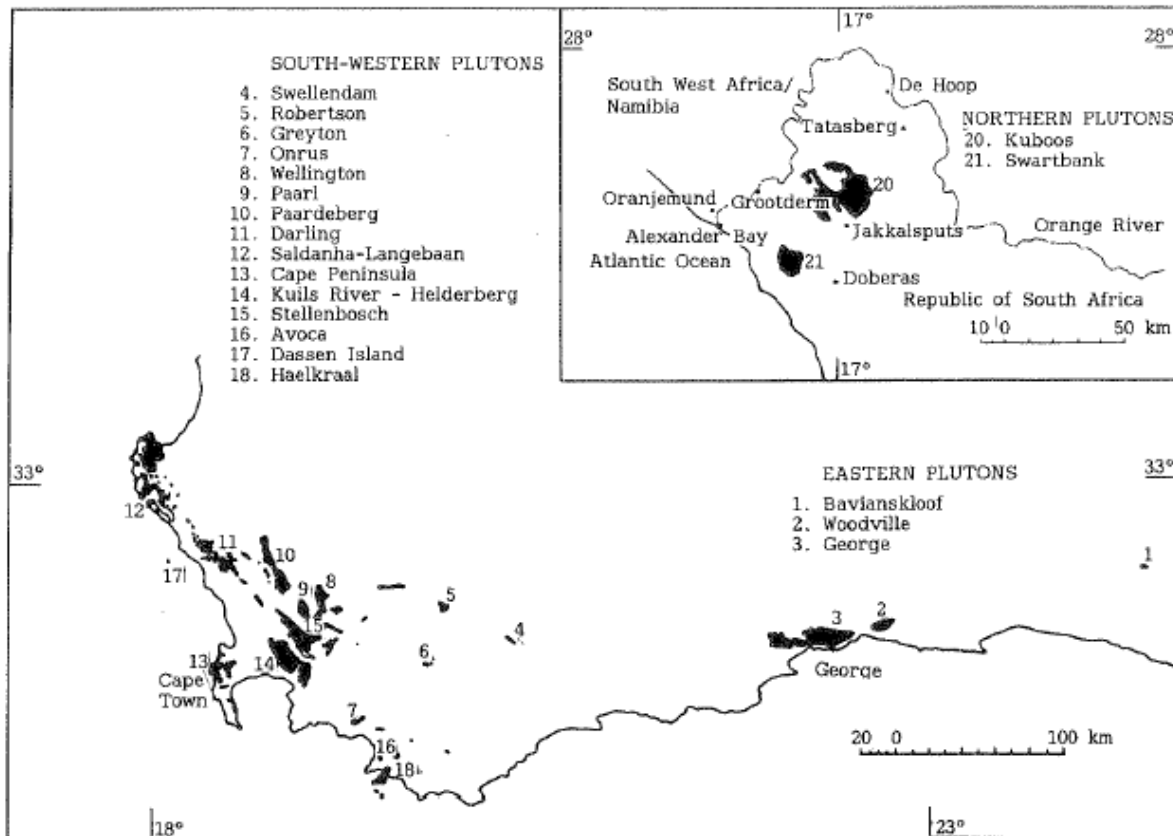 SOUTH-WESTERN PLUTONS
4. Swellendam
5. Robertson
6. Greyton
7. Onrus
8. Wellington
9. Paarl
10. Paardeberg
11. Darling
12. Saldanha-Langebaan
13. Cape Peninsula
14. Kuils River - Helderberg
15. Stellenbosch
16. Avoca
17. Dassen Island
18. Haelkraal
17°
28°
28°
South West Africa/
Namibia
De Hoop
Tatasberg
NORTHERN PLUTONS
20. Kuboos
21. Swartbank
20
Oranjemund
Grootderm
Alexander Bay
Jakkalsputs
Orange River
Atlantic Ocean
21
Doberas
Republic of South Africa
10 0 50 km
17°
33°
33°
EASTERN PLUTONS
1. Bavianskloof
2. Woodville
3. George
12
11
10
17
9
8
15
5
4
6
14
13
Cape
Town
7
16
18
1
2
3
George
20 0 100 km
18°
23°